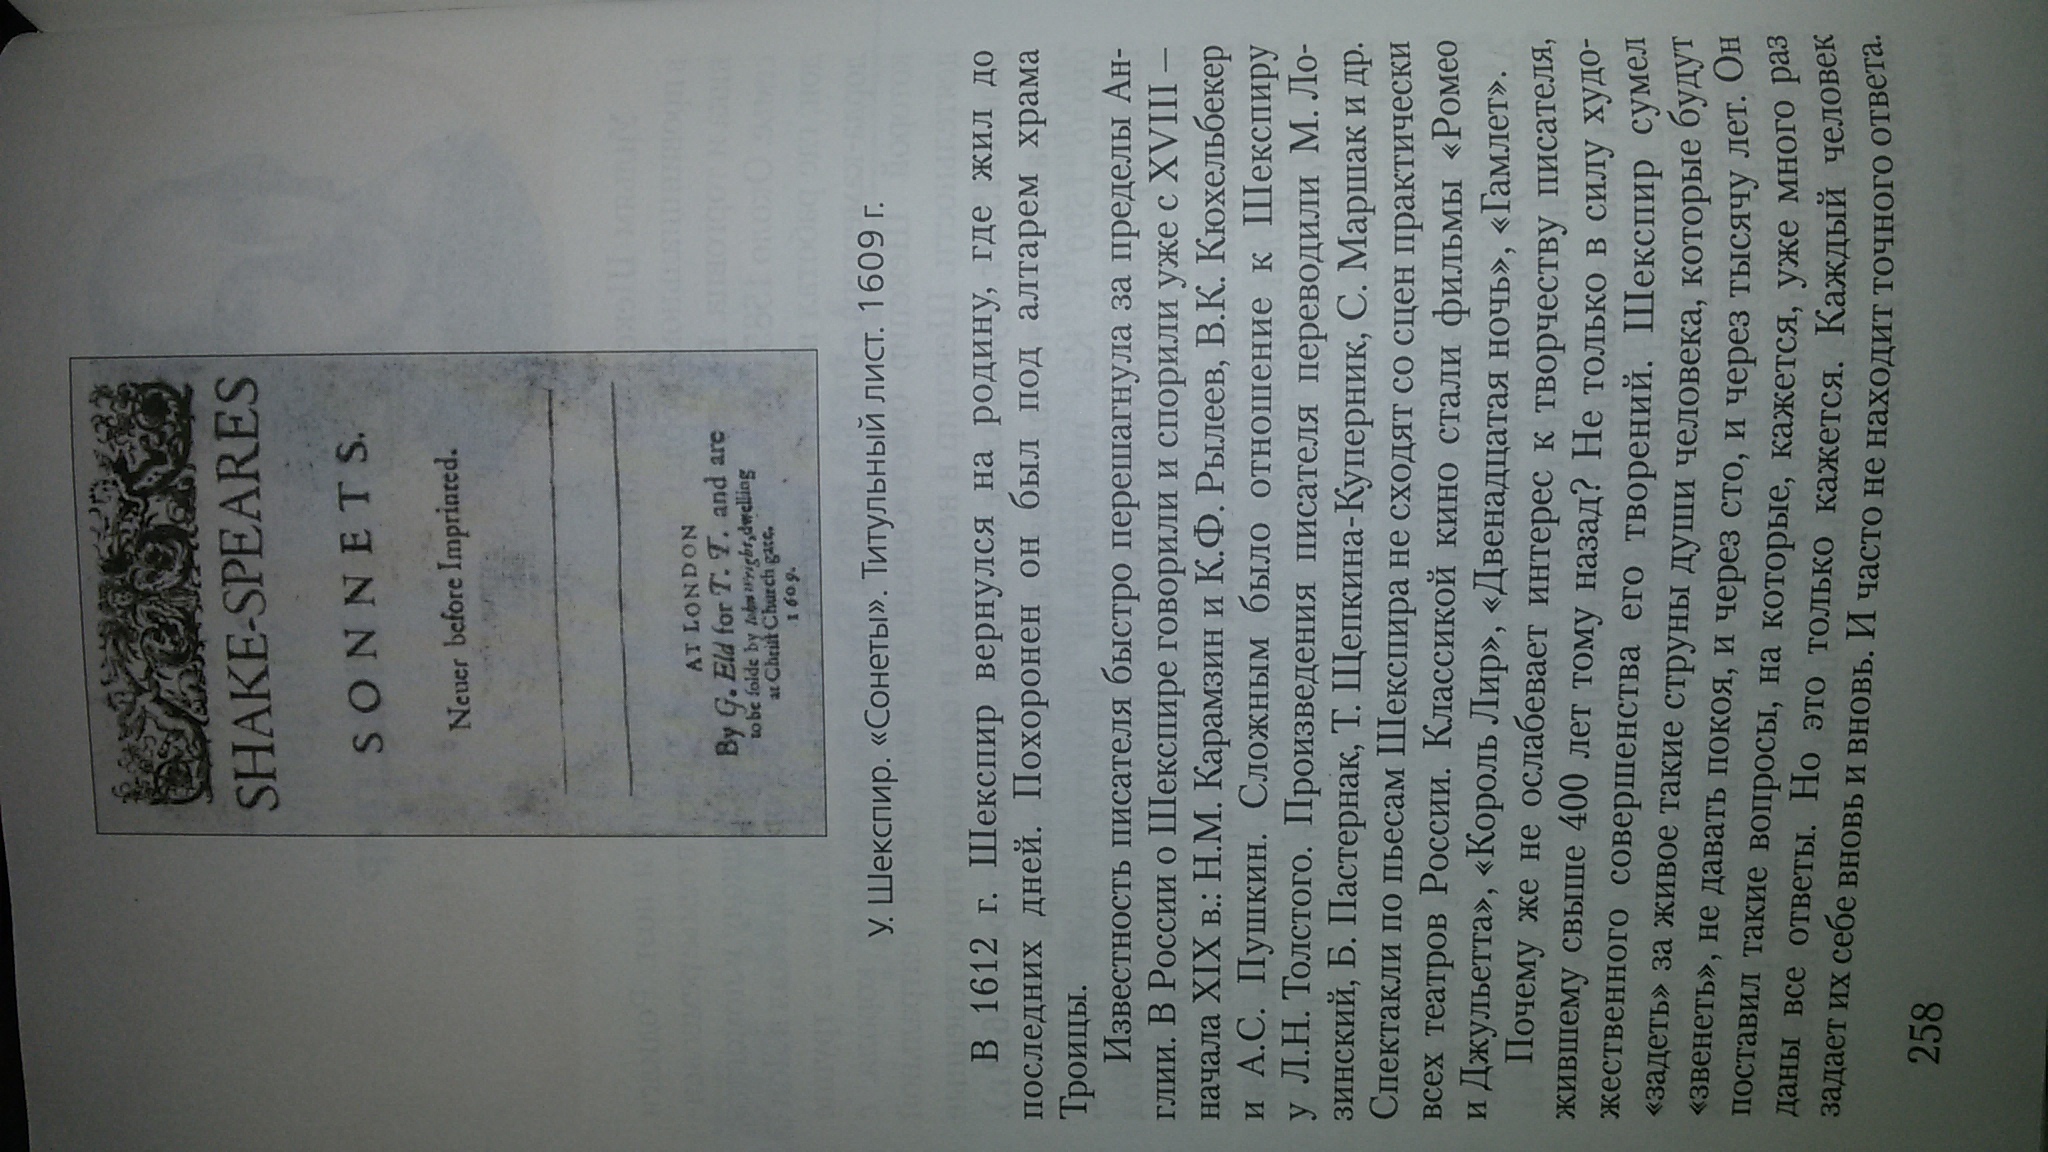 SHAKE-SPEARES
SONNETS.
Neuer before Imprinted.
AT LONDON
By G. Eld for T. T. and are
to be solde by Iohn Wright, dwelling
at Christ Church gate.
1609.
У. Шекспир. «Сонеты». Титульный лист. 1609 г.
В 1612 г. Шекспир вернулся на родину, где жил до
последних дней. Похоронен он был под алтарем храма
Троицы.
Известность писателя быстро перешагнула за пределы Ан-
глии. В России о Шекспире говорили и спорили уже с XVIII –
начала XIX в.: Н.М. Карамзин и К.Ф. Рылеев, В.К. Кюхельбекер
и А.С. Пушкин. Сложным было отношение к Шекспиру
у Л.Н. Толстого. Произведения писателя переводили М. Ло-
зинский, Б. Пастернак, Т. Щепкина-Куперник, С. Маршак и др.
Спектакли по пьесам Шекспира не сходят со сцен практически
всех театров России. Классикой кино стали фильмы «Ромео
и Джульетта», «Король Лир», «Двенадцатая ночь», «Гамлет».
Почему же не ослабевает интерес к творчеству писателя,
жившему свыше 400 лет тому назад? Не только в силу худо-
жественного совершенства его творений. Шекспир сумел
«задеть» за живое такие струны души человека, которые будут
«звенеть», не давать покоя, и через сто, и через тысячу лет. Он
поставил такие вопросы, на которые, кажется, уже много раз
даны все ответы. Но это только кажется. Каждый человек
задает их себе вновь и вновь. И часто не находит точного ответа.
258